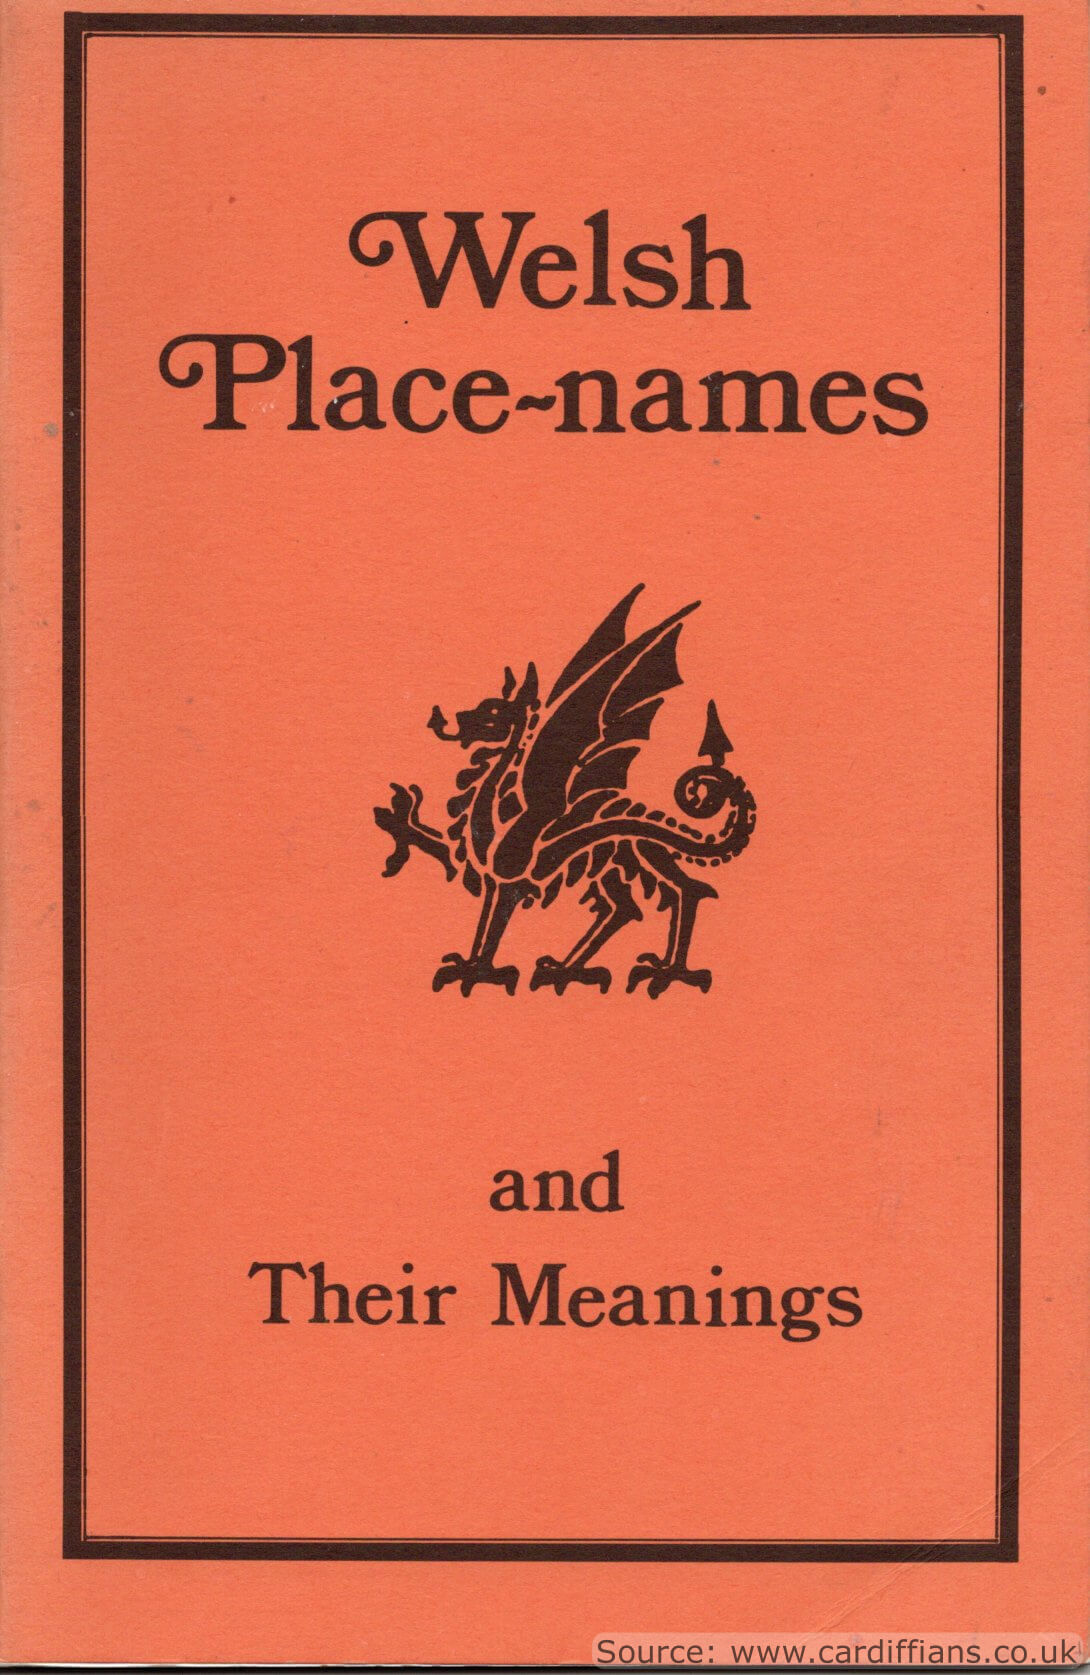 Welsh
Place-names
and
Their Meanings
Source: www.cardiffians.co.uk